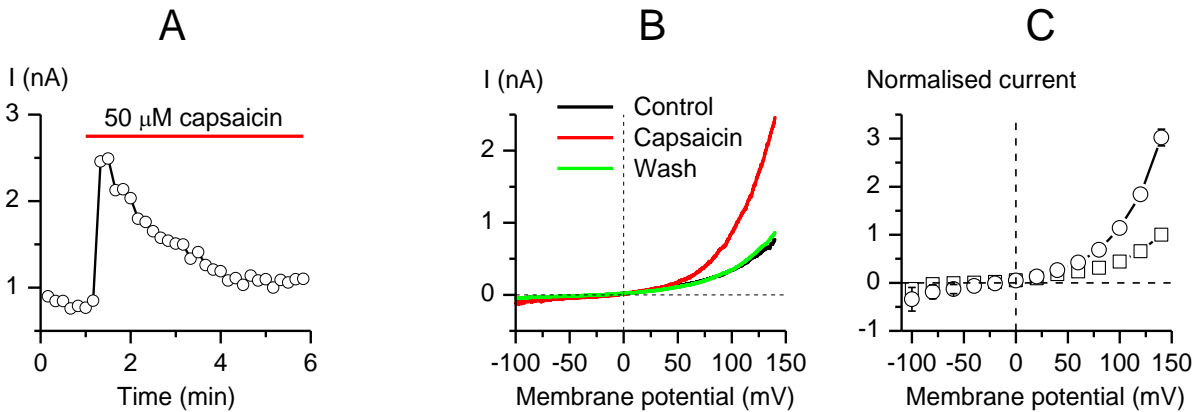 A
I (nA)
50 μM capsaicin
3
2
1
0
2
4
6
Time (min)
B
I (nA)
Control
Capsaicin
Wash
2
1
0
-100
-50
0
50
100
150
Membrane potential (mV)
C
Normalised current
3
2
1
0
-1
-100
-50
0
50
100
150
Membrane potential (mV)